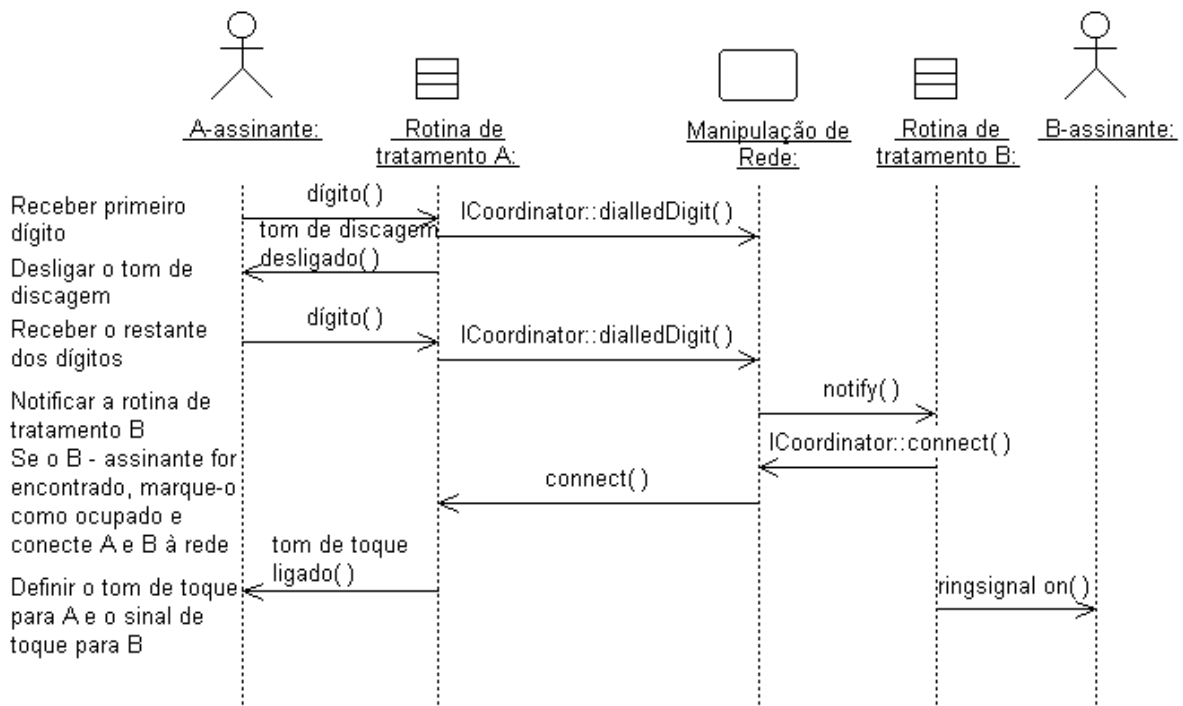 A-assinante:
Rotina de
tratamento A:
Manipulação de
Rede:
Rotina de
tratamento B:
B-assinante:
Receber primeiro
dígito
dígito( )
ICoordinator::dialledDigit( )
tom de discagem
desligado( )
Desligar o tom de
discagem
Receber o restante
dos dígitos
dígito( )
ICoordinator::dialledDigit( )
Notificar a rotina de
tratamento B
notify( )
Se o B - assinante for
encontrado, marque-o
como ocupado e
conecte A e B à rede
ICoordinator::connect( )
connect( )
tom de toque
ligado( )
Definir o tom de toque
para A e o sinal de
toque para B
ringsignal on( )